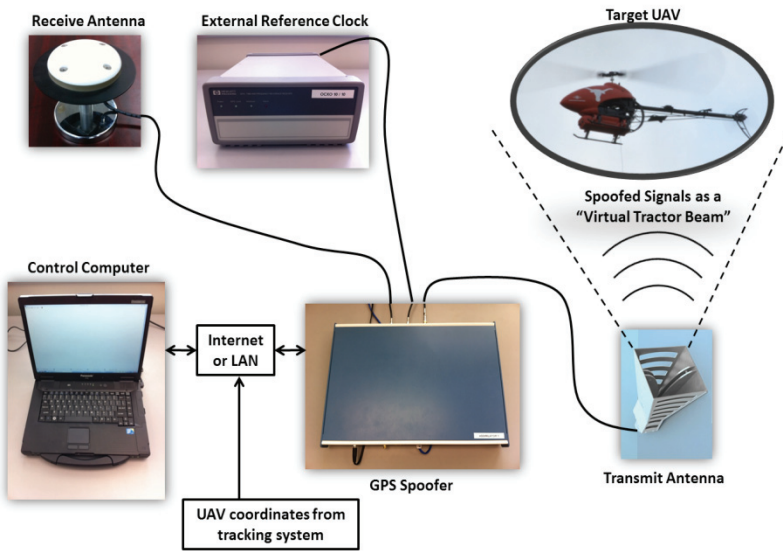 Receive Antenna
External Reference Clock
Target UAV
Spoofed Signals as a
"Virtual Tractor Beam"
Control Computer
Internet
or LAN
GPS Spoofer
Transmit Antenna
UAV coordinates from
tracking system